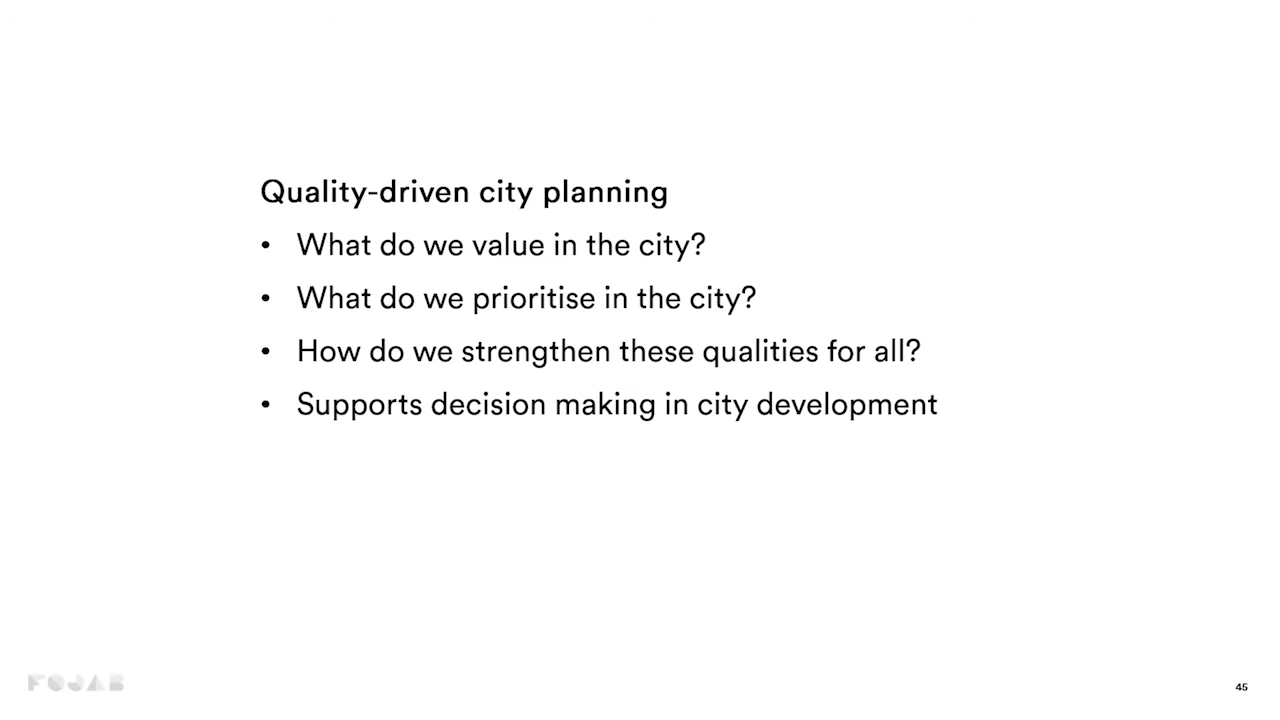 Quality-driven city planning
• What do we value in the city?
• What do we prioritise in the city?
• How do we strengthen these qualities for all?
• Supports decision making in city development
FOJAB
45